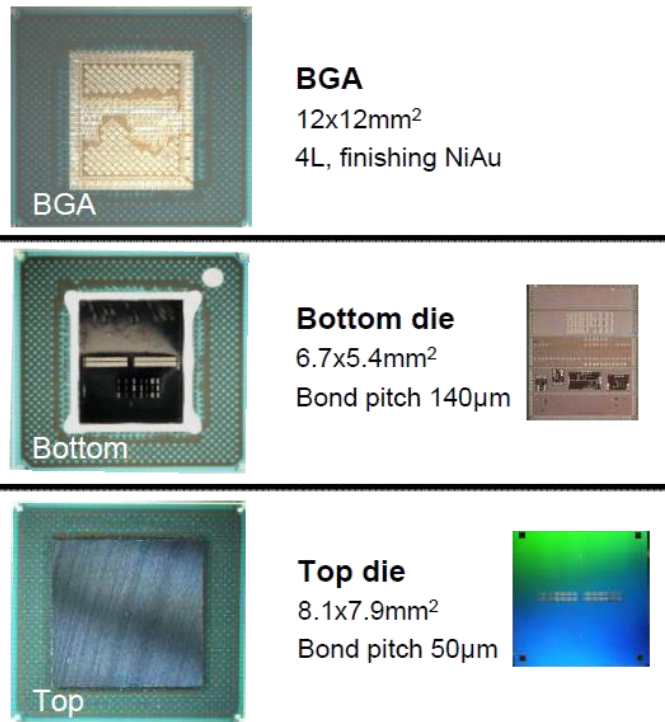 BGA
BGA
12x12mm²
4L, finishing NiAu
Bottom
Bottom die
6.7x5.4mm²
Bond pitch 140µm
Top
Top die
8.1x7.9mm²
Bond pitch 50µm